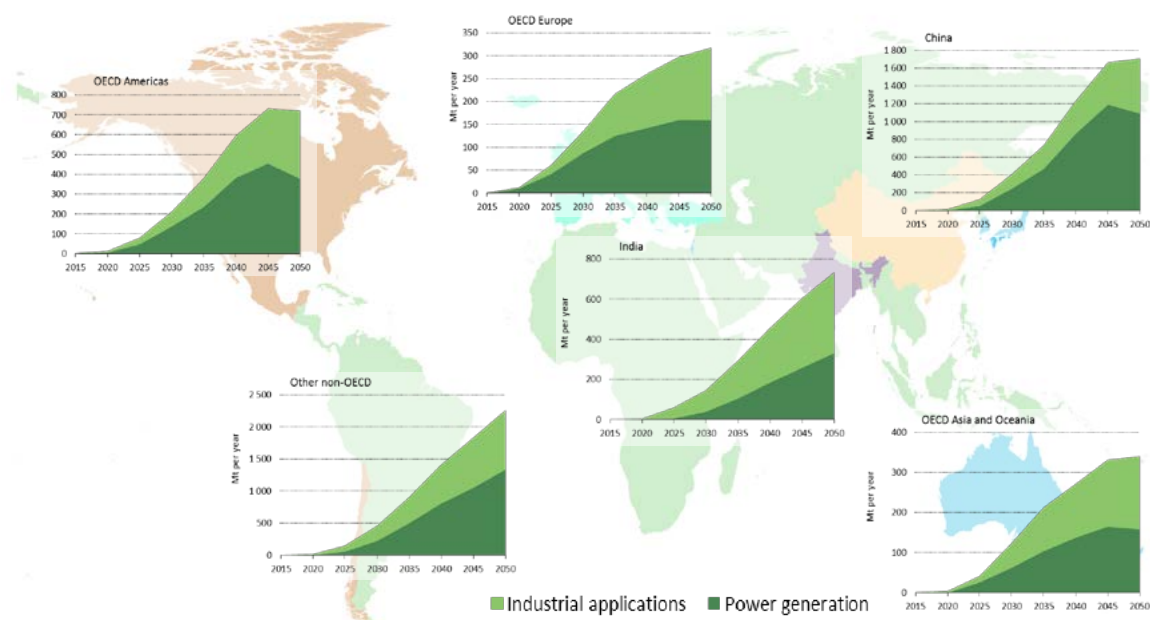 OECD Americas
800
700
600
500
400
300
200
100
0
2015 2020 2025 2030 2035 2040 2045 2050
OECD Europe
Mt per year
350
300
250
200
150
100
50
0
2015 2020 2025 2030 2035 2040 2045 2050
China
Mt per year
1 800
1 600
1 400
1 200
1 000
800
600
400
200
0
2015 2020 2025 2030 2035 2040 2045 2050
India
Mt per year
800
600
400
200
0
2015 2020 2025 2030 2035 2040 2045 2050
Other non-OECD
Mt per year
2 500
2 000
1 500
1 000
500
0
2015 2020 2025 2030 2035 2040 2045 2050
OECD Asia and Oceania
Mt per year
400
300
200
100
0
2015 2020 2025 2030 2035 2040 2045 2050
Industrial applications Power generation